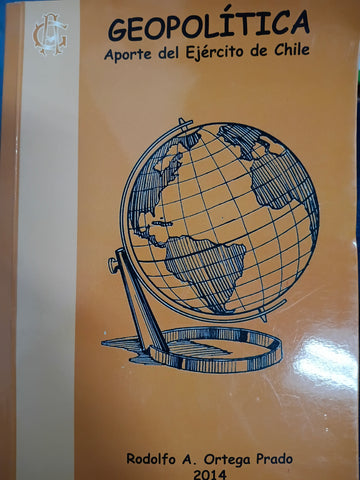 GEOPOLÍTICA
Aporte del Ejército de Chile
Rodolfo A. Ortega Prado
2014